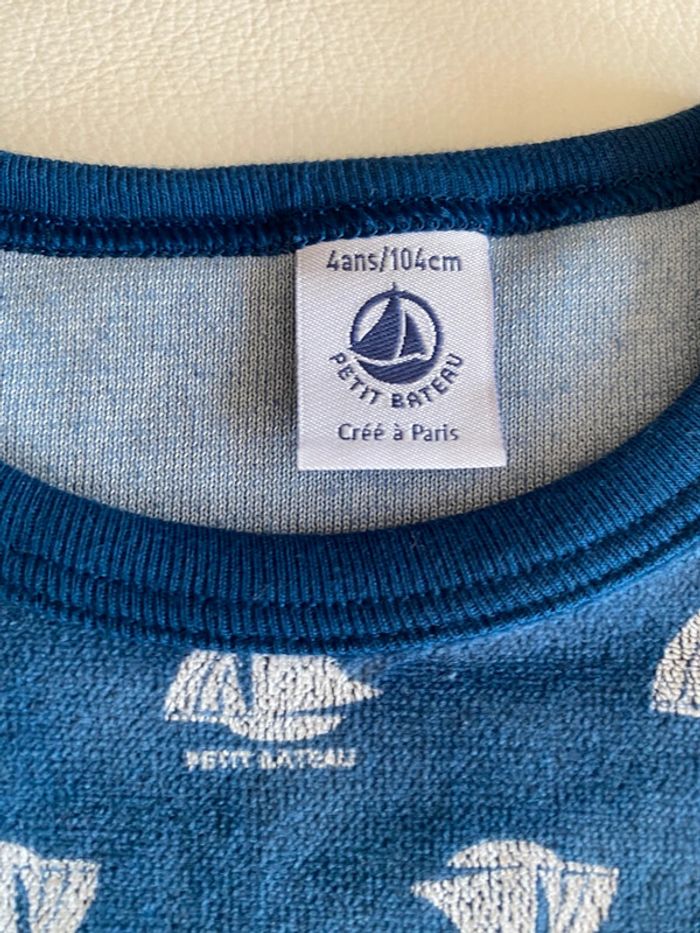 4ans/104cm
PETIT BATEAU
Créé à Paris
PETIT BATEAU